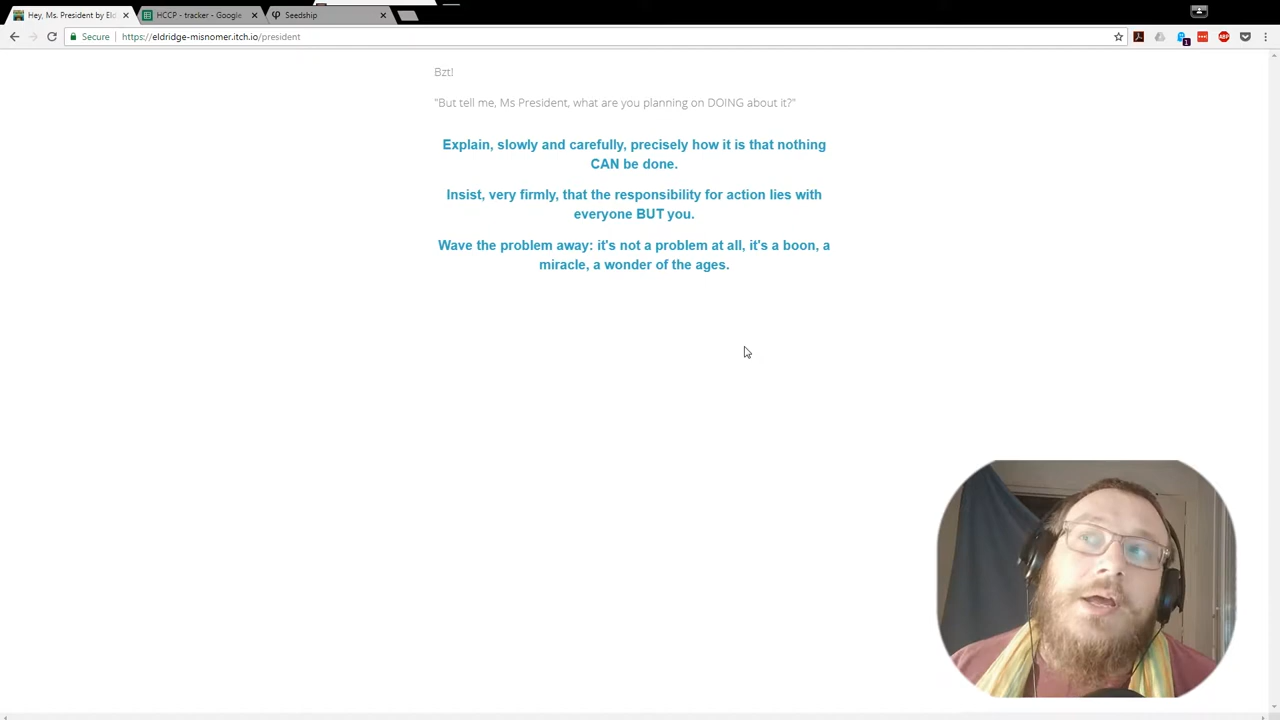 Hey, Ms. President by Eld
HCCP - tracker - Google
Seedship
Secure
https://eldridge-misnomer.itch.io/president
1
ABP
Bzt!
"But tell me, Ms President, what are you planning on DOING about it?"
Explain, slowly and carefully, precisely how it is that nothing
CAN be done.
Insist, very firmly, that the responsibility for action lies with
everyone BUT you.
Wave the problem away: it's not a problem at all, it's a boon, a
miracle, a wonder of the ages.